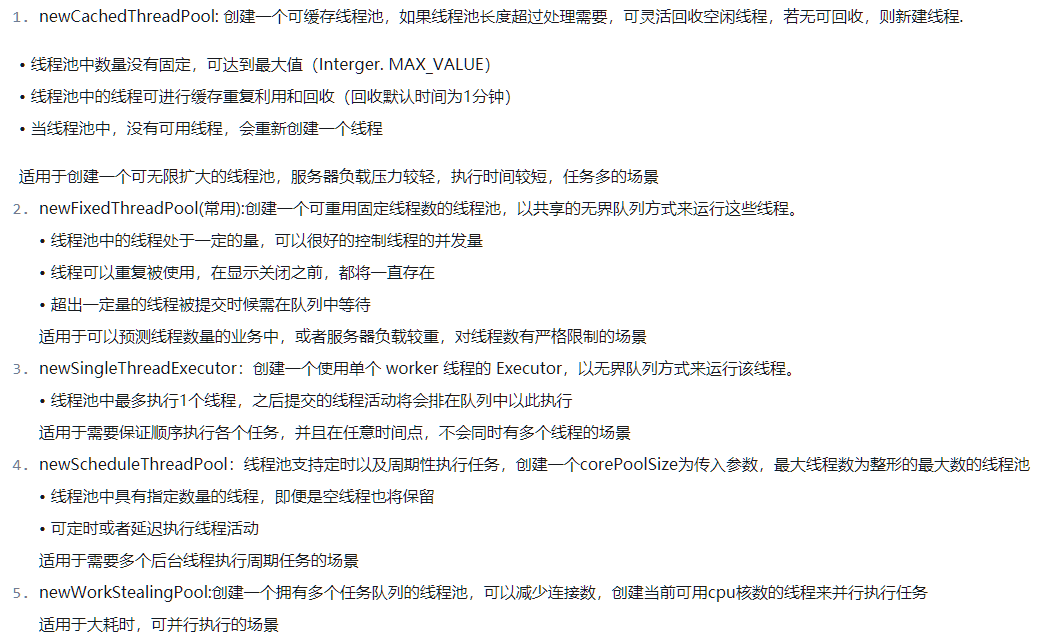 1. newCachedThreadPool: 创建一个可缓存线程池，如果线程池长度超过处理需要，可灵活回收空闲线程，若无可回收，则新建线程.
• 线程池中数量没有固定，可达到最大值（Interger. MAX_VALUE）
• 线程池中的线程可进行缓存重复利用和回收（回收默认时间为1分钟）
• 当线程池中，没有可用线程，会重新创建一个线程
适用于创建一个可无限扩大的线程池，服务器负载压力较轻，执行时间较短，任务多的场景
2. newFixedThreadPool(常用):创建一个可重用固定线程数的线程池，以共享的无界队列方式来运行这些线程。
• 线程池中的线程处于一定的量，可以很好的控制线程的并发量
• 线程可以重复被使用，在显示关闭之前，都将一直存在
• 超出一定量的线程被提交时候需在队列中等待
适用于可以预测线程数量的业务中，或者服务器负载较重，对线程数有严格限制的场景
3. newSingleThreadExecutor：创建一个使用单个 worker 线程的 Executor，以无界队列方式来运行该线程。
• 线程池中最多执行1个线程，之后提交的线程活动将会排在队列中以此执行
适用于需要保证顺序执行各个任务，并且在任意时间点，不会同时有多个线程的场景
4. newScheduleThreadPool：线程池支持定时以及周期性执行任务，创建一个corePoolSize为传入参数，最大线程数为整形的最大数的线程池
• 线程池中具有指定数量的线程，即便是空线程也将保留
• 可定时或者延迟执行线程活动
适用于需要多个后台线程执行周期任务的场景
5. newWorkStealingPool:创建一个拥有多个任务队列的线程池，可以减少连接数，创建当前可用cpu核数的线程来并行执行任务
适用于大耗时，可并行执行的场景